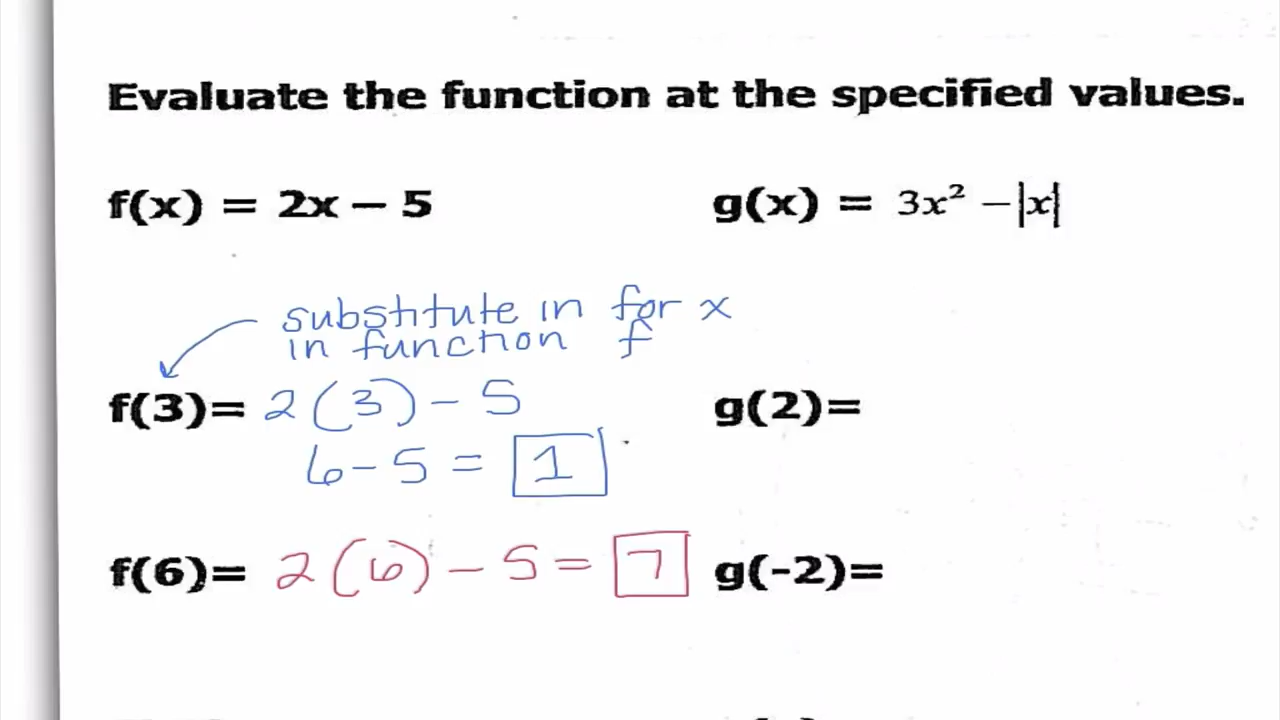 Evaluate the function at the specified values.
f(x) = 2x – 5
g(x) = 3x² – |x|
substitute in for x
in function f
f(3)= 2(3) – 5
6 – 5 = 1
g(2)=
f(6)= 2(6) – 5 = 7
g(-2)=